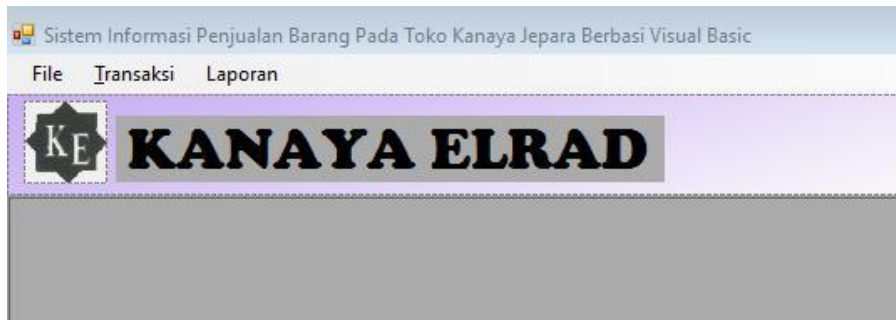 Sistem Informasi Penjualan Barang Pada Toko Kanaya Jepara Berbasi Visual Basic
File Transaksi Laporan
KE KANAYA ELRAD